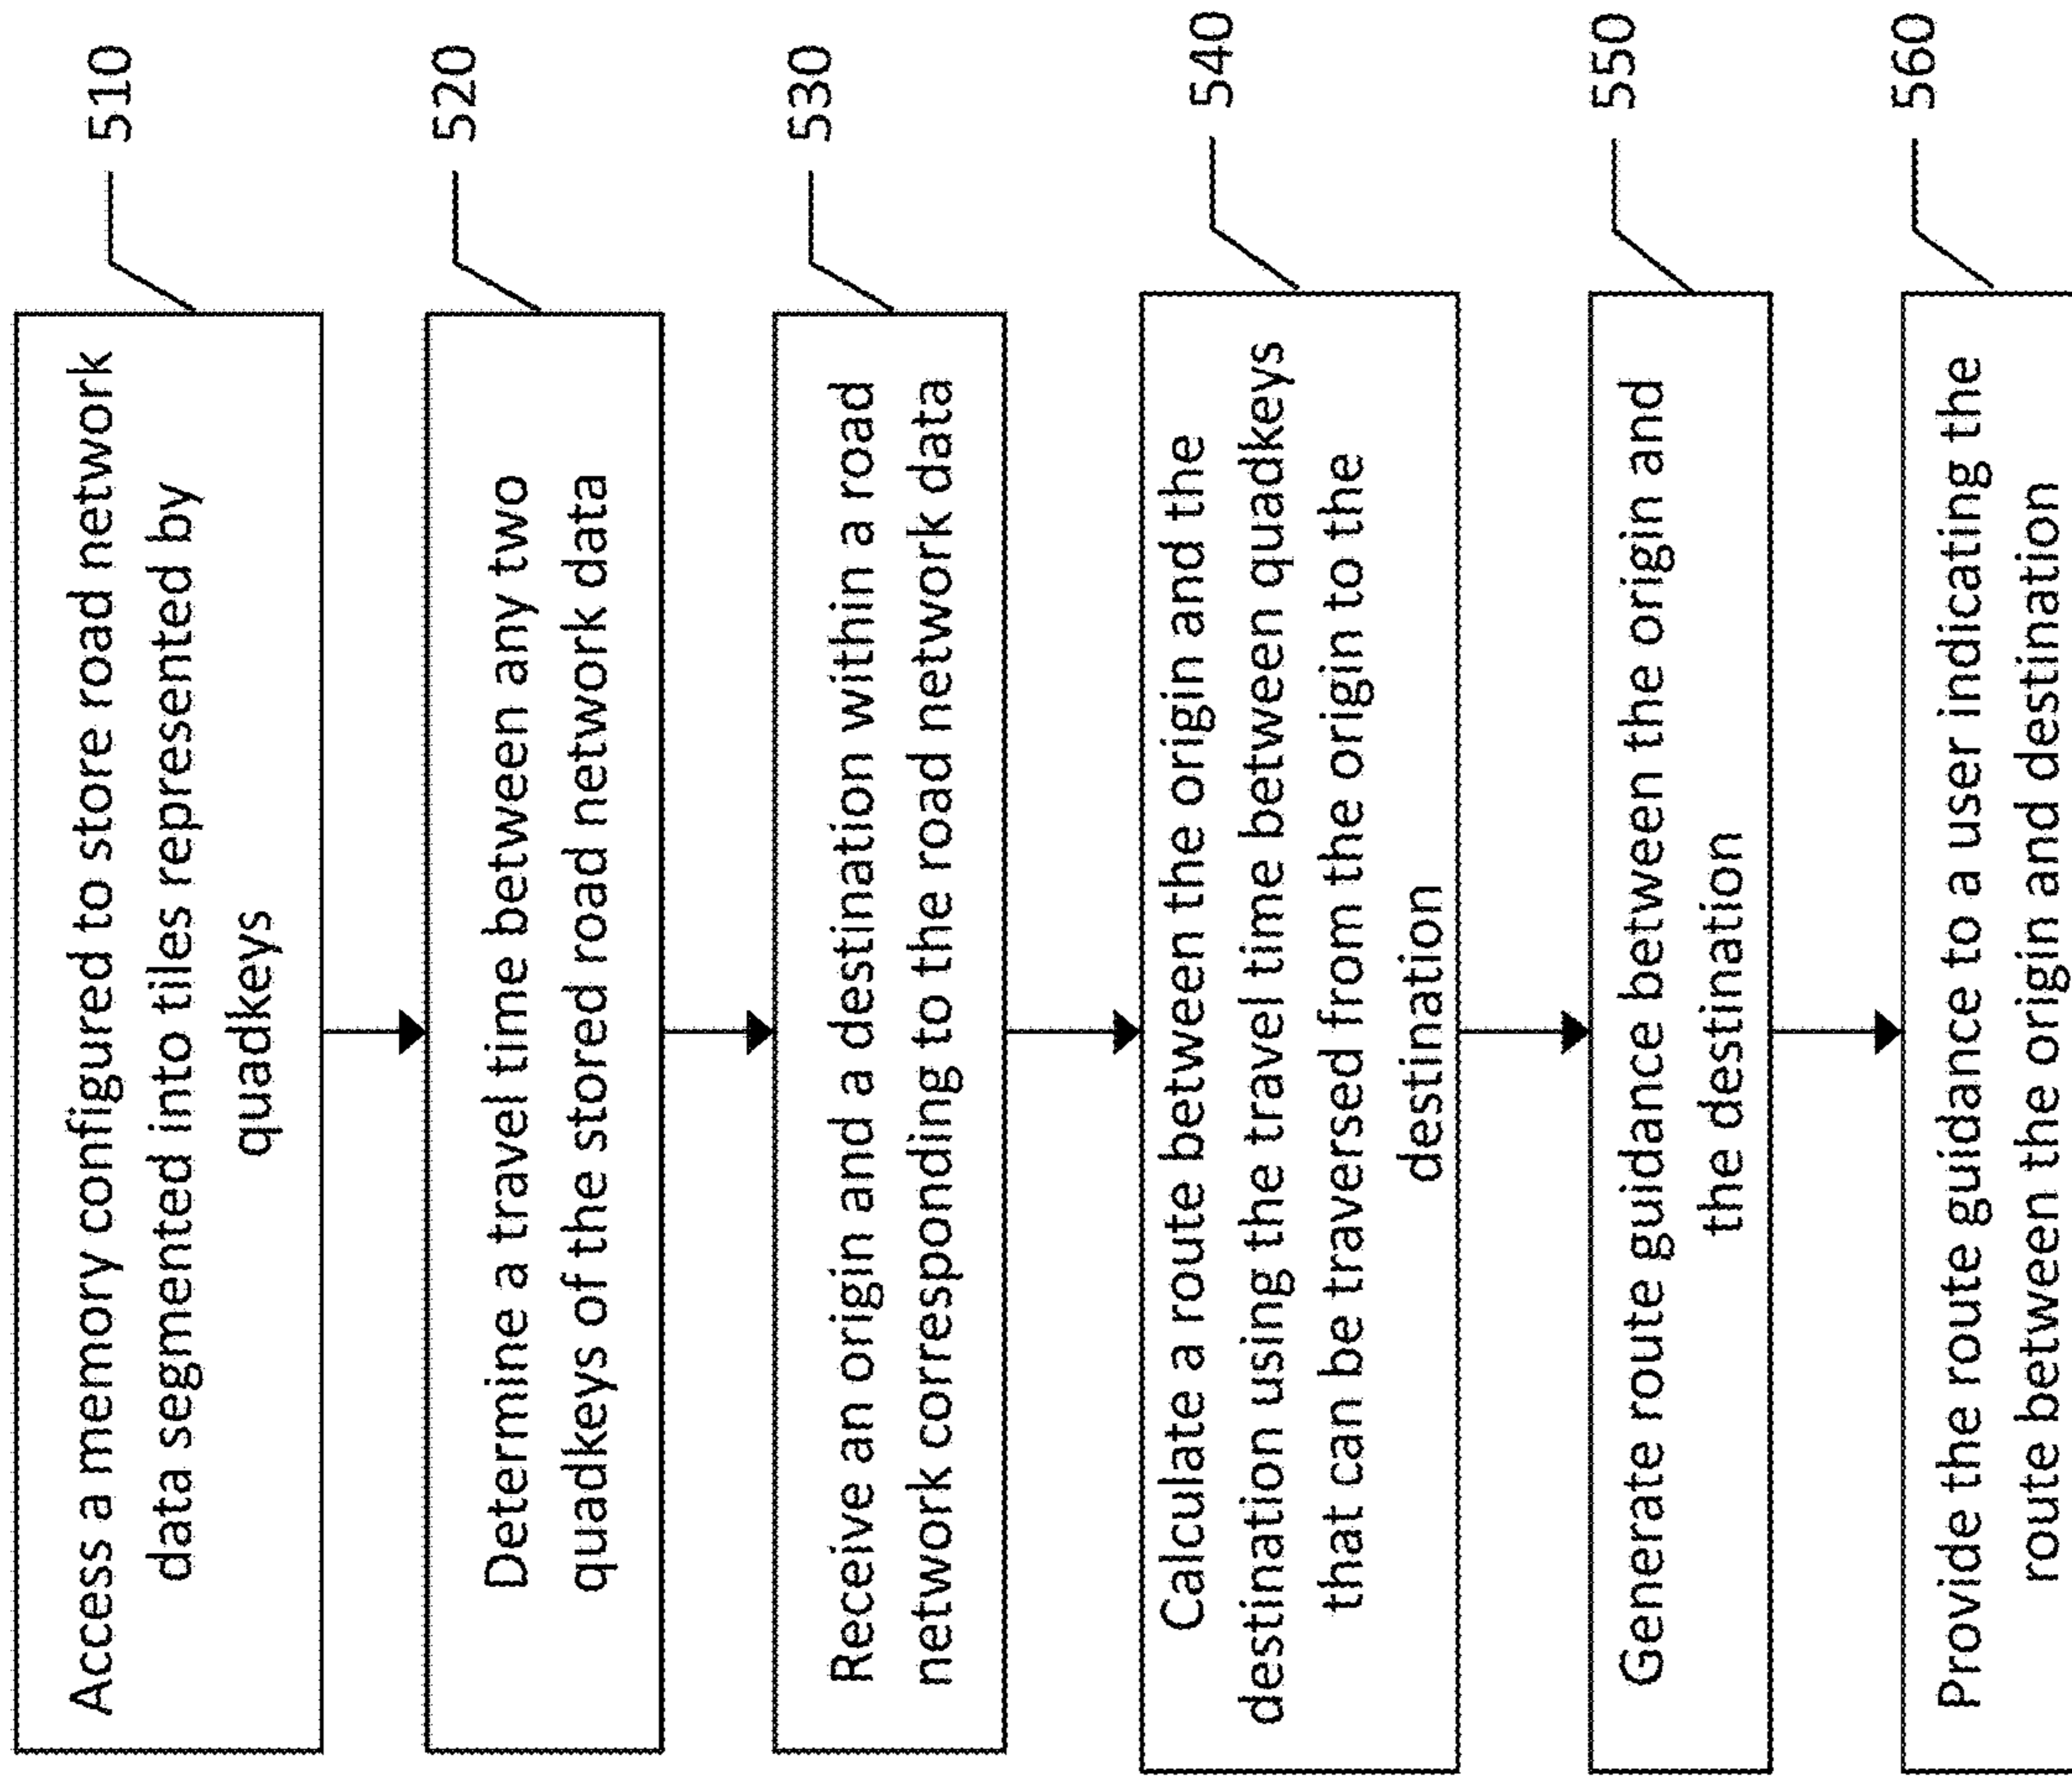 Access a memory configured to store road network
data segmented into tiles represented by
quadkeys
510
Determine a travel time between any two
quadkeys of the stored road network data
520
Receive an origin and a destination within a road
network corresponding to the road network data
530
Calculate a route between the origin and the
destination using the travel time between quadkeys
that can be traversed from the origin to the
destination
540
Generate route guidance between the origin and
the destination
550
Provide the route guidance to a user indicating the
route between the origin and destination
560